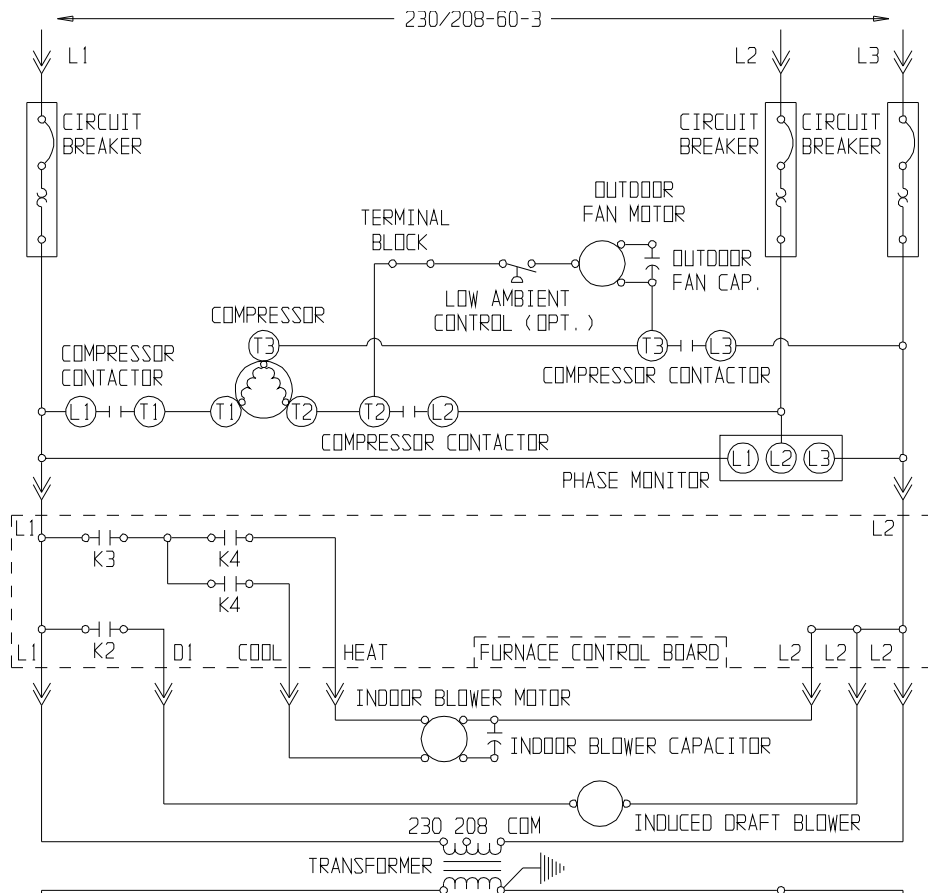 230/208-60-3
L1
L2
L3
CIRCUIT
BREAKER
CIRCUIT
BREAKER
CIRCUIT
BREAKER
OUTDOOR
FAN MOTOR
TERMINAL
BLOCK
OUTDOOR
FAN CAP.
LOW AMBIENT
CONTROL (OPT.)
COMPRESSOR
T3
T3
L3
COMPRESSOR
CONTACTOR
COMPRESSOR CONTACTOR
L1
T1
T1
T2
T2
L2
COMPRESSOR CONTACTOR
L1
L2
L3
PHASE MONITOR
L1
L2
K3
K4
K4
L1
K2
D1
COOL
HEAT
FURNACE CONTROL BOARD
L2
L2
L2
INDOOR BLOWER MOTOR
INDOOR BLOWER CAPACITOR
INDUCED DRAFT BLOWER
230 208 COM
TRANSFORMER